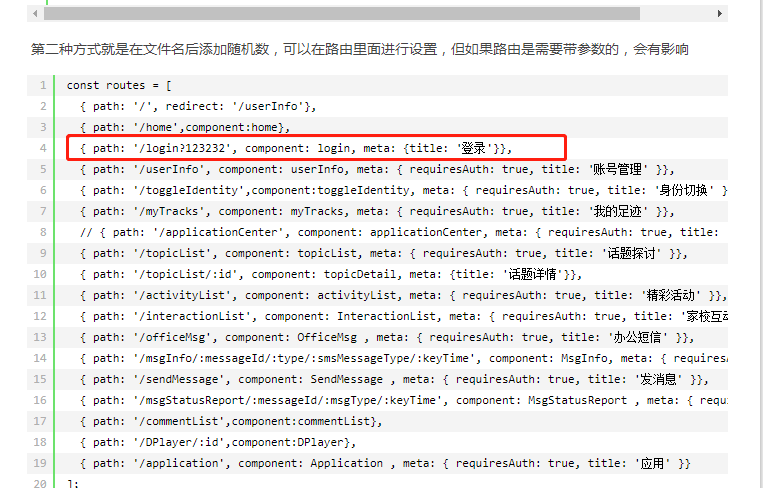 第二种方式就是在文件名后添加随机数，可以在路由里面进行设置，但如果路由是需要带参数的，会有影响
1 const routes = [
2 { path: '/', redirect: '/userInfo'},
3 { path: '/home',component:home},
4 { path: '/login?123232', component: login, meta: {title: '登录'}},
5 { path: '/userInfo', component: userInfo, meta: { requiresAuth: true, title: '账号管理' }},
6 { path: '/toggleIdentity',component:toggleIdentity, meta: { requiresAuth: true, title: '身份切换' }
7 { path: '/myTracks', component: myTracks, meta: { requiresAuth: true, title: '我的足迹' }},
8 // { path: '/applicationCenter', component: applicationCenter, meta: { requiresAuth: true, title:
9 { path: '/topicList', component: topicList, meta: { requiresAuth: true, title: '话题探讨' }},
10 { path: '/topicList/:id', component: topicDetail, meta: {title: '话题详情'}},
11 { path: '/activityList', component: activityList, meta: { requiresAuth: true, title: '精彩活动' }},
12 { path: '/interactionList', component: InteractionList, meta: { requiresAuth: true, title: '家校互动
13 { path: '/officeMsg', component: OfficeMsg , meta: { requiresAuth: true, title: '办公短信' }},
14 { path: '/msgInfo/:messageId/:type/:smsMessageType/:keyTime', component: MsgInfo, meta: { requiresA
15 { path: '/sendMessage', component: SendMessage , meta: { requiresAuth: true, title: '发消息' }},
16 { path: '/msgStatusReport/:messageId/:msgType/:keyTime', component: MsgStatusReport , meta: { requi
17 { path: '/commentList',component:commentList},
18 { path: '/DPlayer/:id',component:DPlayer},
19 { path: '/application', component: Application , meta: { requiresAuth: true, title: '应用' }}
20 ];